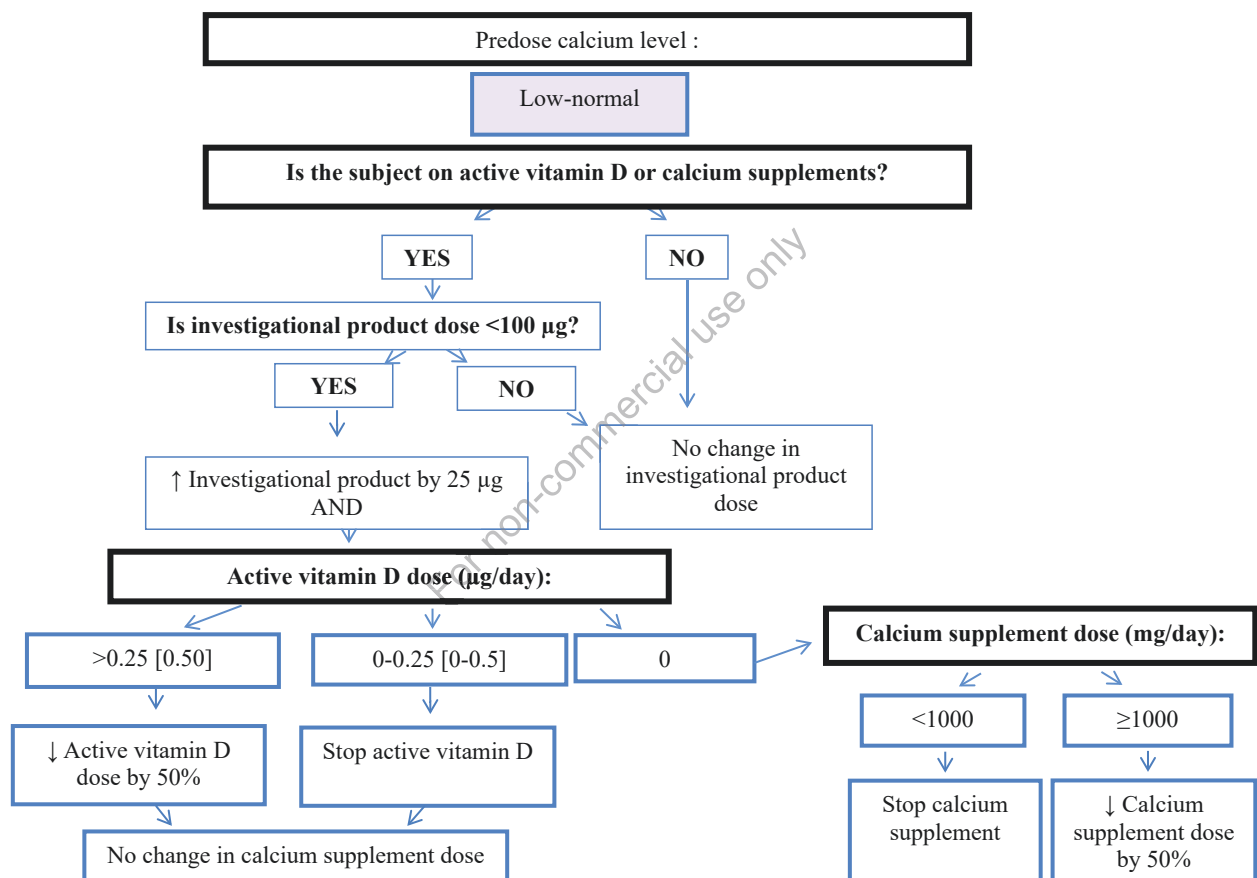 Predose calcium level :
Low-normal
Is the subject on active vitamin D or calcium supplements?
YES
NO
Is investigational product dose <100 µg?
YES
NO
↑ Investigational product by 25 µg
AND
No change in
investigational product
dose
For non-commercial use only
Active vitamin D dose (µg/day):
>0.25 [0.50]
0-0.25 [0-0.5]
0
Calcium supplement dose (mg/day):
<1000
≥1000
↓ Active vitamin D
dose by 50%
Stop active vitamin D
Stop calcium
supplement
↓ Calcium
supplement dose
by 50%
No change in calcium supplement dose